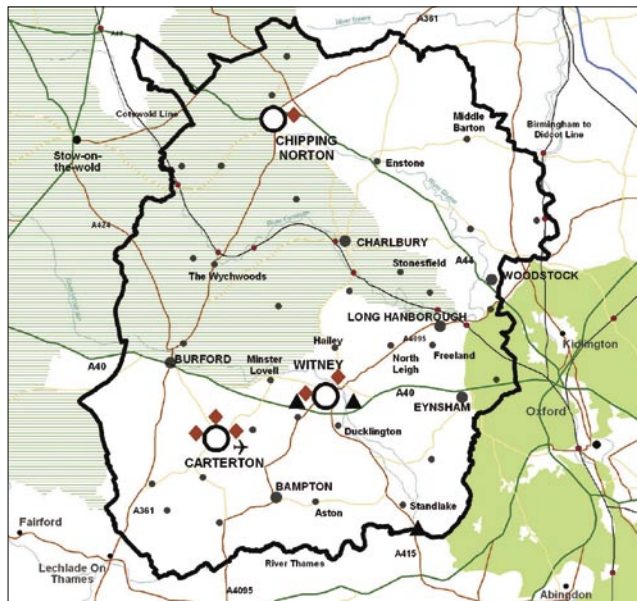 River Swere
A361
A44
Cotswold Line
Middle
Barton
Birmingham to
Didcot Line
CHIPPING
NORTON
Stow-on-
the-wold
Enstone
A424
CHARLBURY
Stonesfield
A44
The Wychwoods
WOODSTOCK
LONG HANBOROUGH
Hailey
A4095
Kidlington
BURFORD
Minster
Lovell
North
Leigh
Freeland
A40
WITNEY
A40
EYNSHAM
Oxford
Ducklington
CARTERTON
BAMPTON
Aston
Standlake
A361
Fairford
River Thames
A415
Lechlade On
Thames
A4095
Abingdon